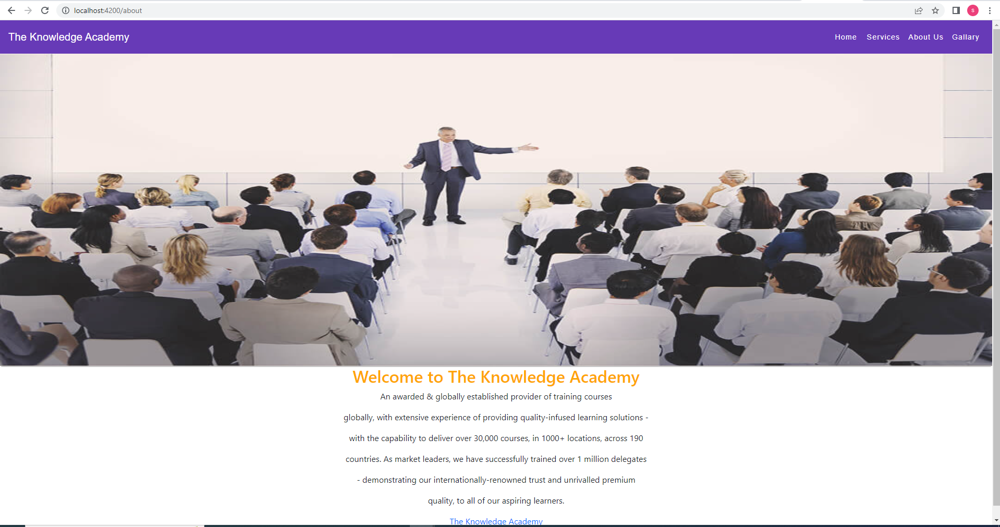 localhost:4200/about
s
The Knowledge Academy
Home Services About Us Gallary
Welcome to The Knowledge Academy
An awarded & globally established provider of training courses
globally, with extensive experience of providing quality-infused learning solutions -
with the capability to deliver over 30,000 courses, in 1000+ locations, across 190
countries. As market leaders, we have successfully trained over 1 million delegates
- demonstrating our internationally-renowned trust and unrivalled premium
quality, to all of our aspiring learners.
The Knowledge Academy